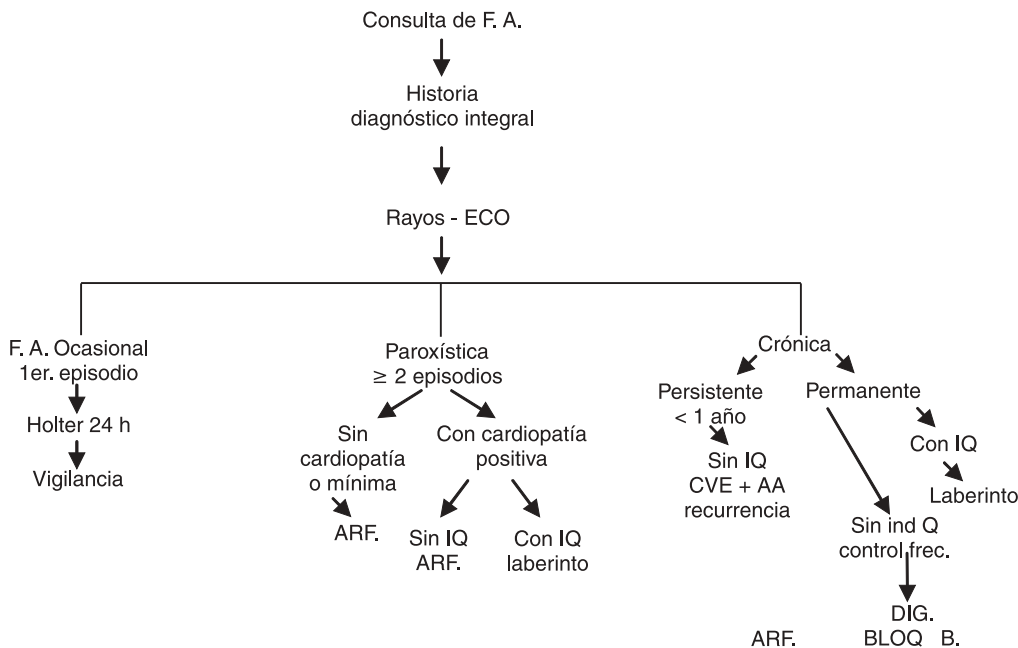 Consulta de F. A.
Historia
diagnóstico integral
Rayos - ECO
F. A. Ocasional
1er. episodio
Holter 24 h
Vigilancia
Paroxística
≥ 2 episodios
Sin
cardiopatía
o mínima
ARF.
Con cardiopatía
positiva
Sin IQ
ARF.
Con IQ
laberinto
Crónica
Persistente
< 1 año
Sin IQ
CVE + AA
recurrencia
Permanente
Con IQ
Laberinto
Sin ind Q
control frec.
DIG.
ARF. BLOQ B.